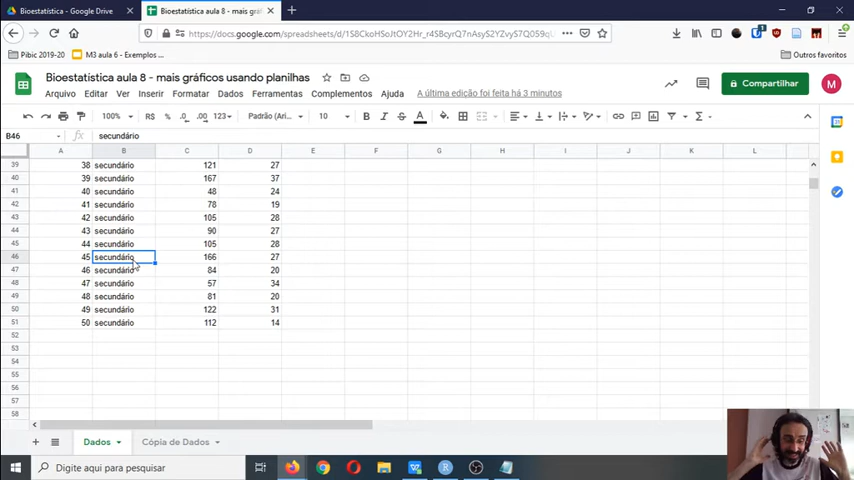 Bioestatística - Google Drive
Bioestatística aula 8 - mais grá
https://docs.google.com/spreadsheets/d/
Pibic 2019-20
M3 aula 6 - Exemplos ...
Outros favoritos
Bioestatística aula 8 - mais gráficos usando planilhas
Arquivo Editar Ver Inserir Formatar Dados Ferramentas Complementos Ajuda
A última edição foi feita há 3 minutos
Compartilhar
M
100% R$ % .0 .00 123 Padrão (Ari... 10 B I S A
B46 fx secundário
A B C D E F G H I J K L
39 38 secundário 121 27
40 39 secundário 167 37
41 40 secundário 48 24
42 41 secundário 78 19
43 42 secundário 105 28
44 43 secundário 90 27
45 44 secundário 105 28
46 45 secundário 166 27
47 46 secundário 84 20
48 47 secundário 57 34
49 48 secundário 81 20
50 49 secundário 122 31
51 50 secundário 112 14
52
53
54
55
56
57
58
Dados
Cópia de Dados
Digite aqui para pesquisar